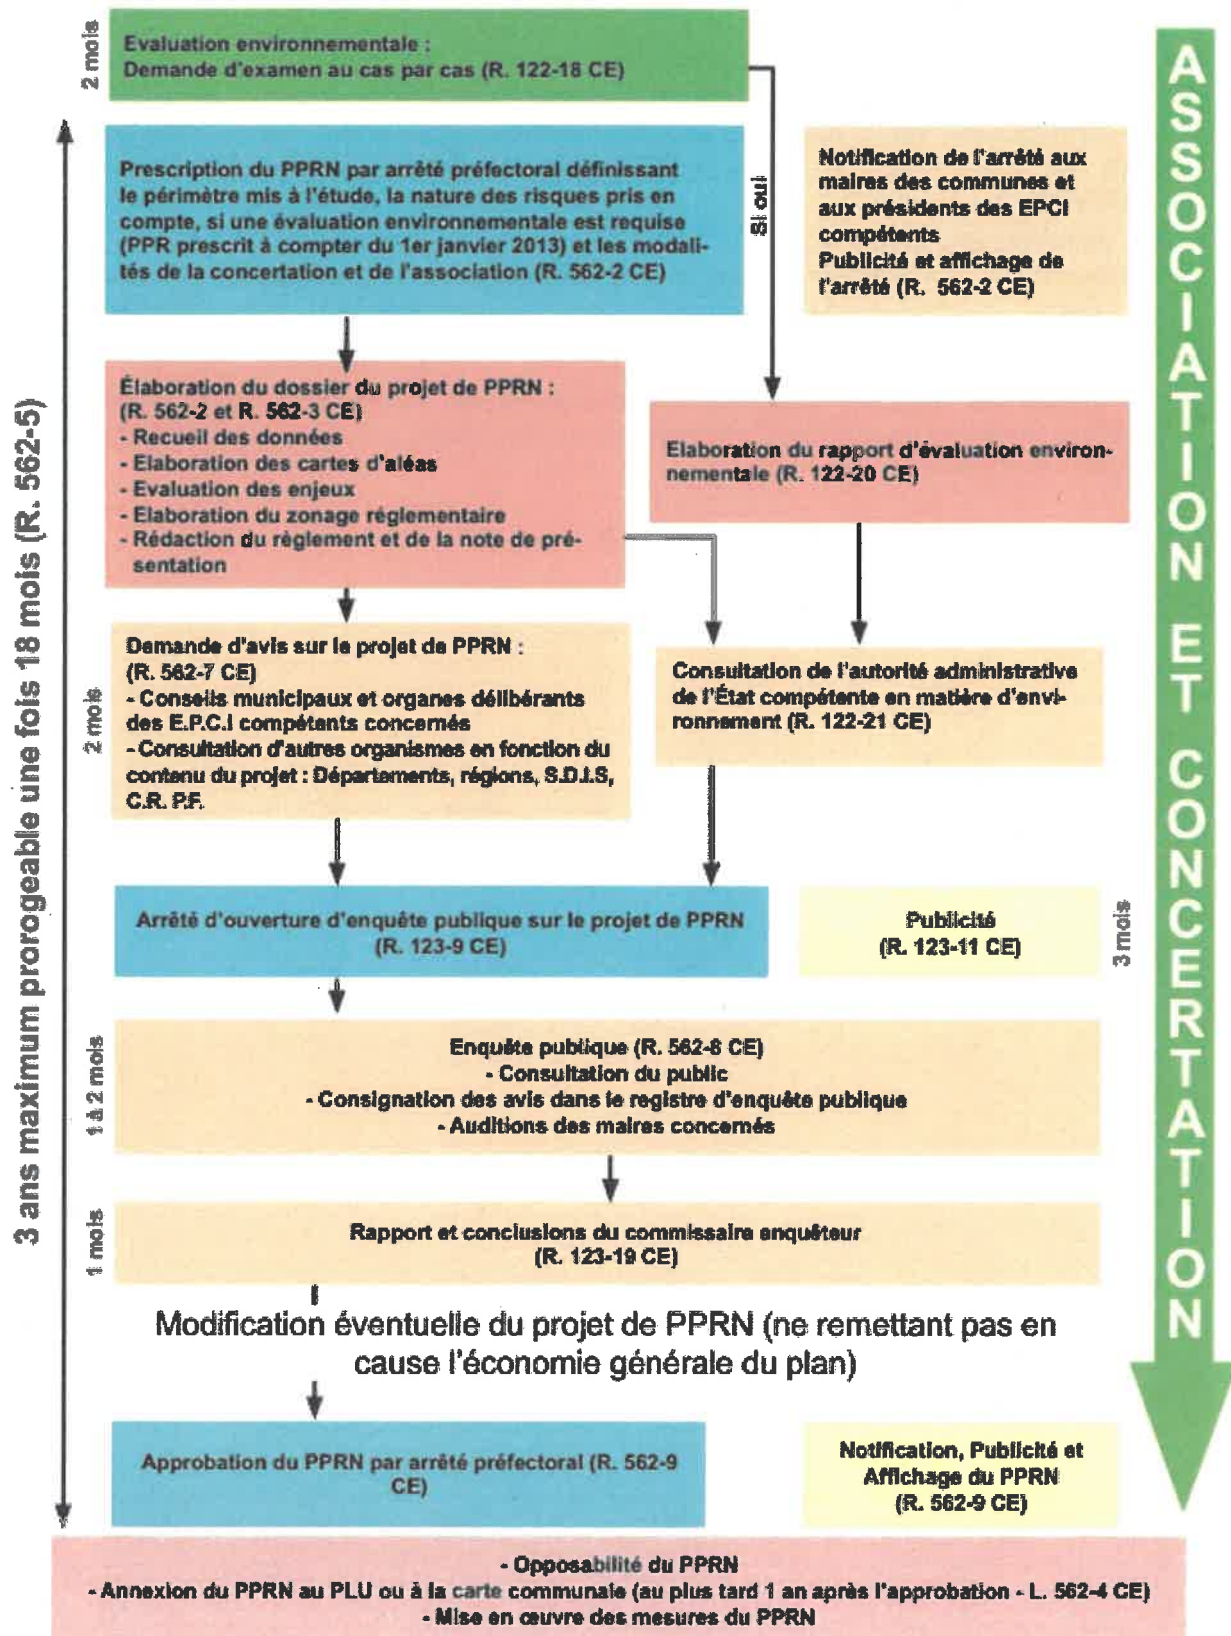 2 mois
Evaluation environnementale :
Demande d'examen au cas par cas (R. 122-18 CE)
3 ans maximum prorogeable une fois 18 mois (R. 562-5)
Prescription du PPRN par arrêté préfectoral définissant
le périmètre mis à l'étude, la nature des risques pris en
compte, si une évaluation environnementale est requise
(PPR prescrit à compter du 1er janvier 2013) et les modali-
tés de la concertation et de l'association (R. 562-2 CE)
Si oui
Notification de l'arrêté aux
maires des communes et
aux présidents des EPCI
compétents
Publicité et affichage de
l'arrêté (R. 562-2 CE)
Élaboration du dossier du projet de PPRN :
(R. 562-2 et R. 562-3 CE)
- Recueil des données
- Elaboration des cartes d'aléas
- Evaluation des enjeux
- Elaboration du zonage réglementaire
- Rédaction du règlement et de la note de pré-
sentation
Elaboration du rapport d'évaluation environ-
nementale (R. 122-20 CE)
2 mois
Demande d'avis sur le projet de PPRN :
(R. 562-7 CE)
- Conseils municipaux et organes délibérants
des E.P.C.I compétents concernés
- Consultation d'autres organismes en fonction du
contenu du projet : Départements, régions, S.D.I.S,
C.R. P.F.
Consultation de l'autorité administrative
de l'État compétente en matière d'envi-
ronnement (R. 122-21 CE)
Arrêté d'ouverture d'enquête publique sur le projet de PPRN
(R. 123-9 CE)
Publicité
(R. 123-11 CE)
3 mois
1 à 2 mois
Enquête publique (R. 562-8 CE)
- Consultation du public
- Consignation des avis dans le registre d'enquête publique
- Auditions des maires concernés
1 mois
Rapport et conclusions du commissaire enquêteur
(R. 123-19 CE)
Modification éventuelle du projet de PPRN (ne remettant pas en
cause l'économie générale du plan)
Approbation du PPRN par arrêté préfectoral (R. 562-9
CE)
Notification, Publicité et
Affichage du PPRN
(R. 562-9 CE)
- Opposabilité du PPRN
- Annexion du PPRN au PLU ou à la carte communale (au plus tard 1 an après l'approbation - L. 562-4 CE)
- Mise en œuvre des mesures du PPRN
ASSOCIATION ET CONCERTATION